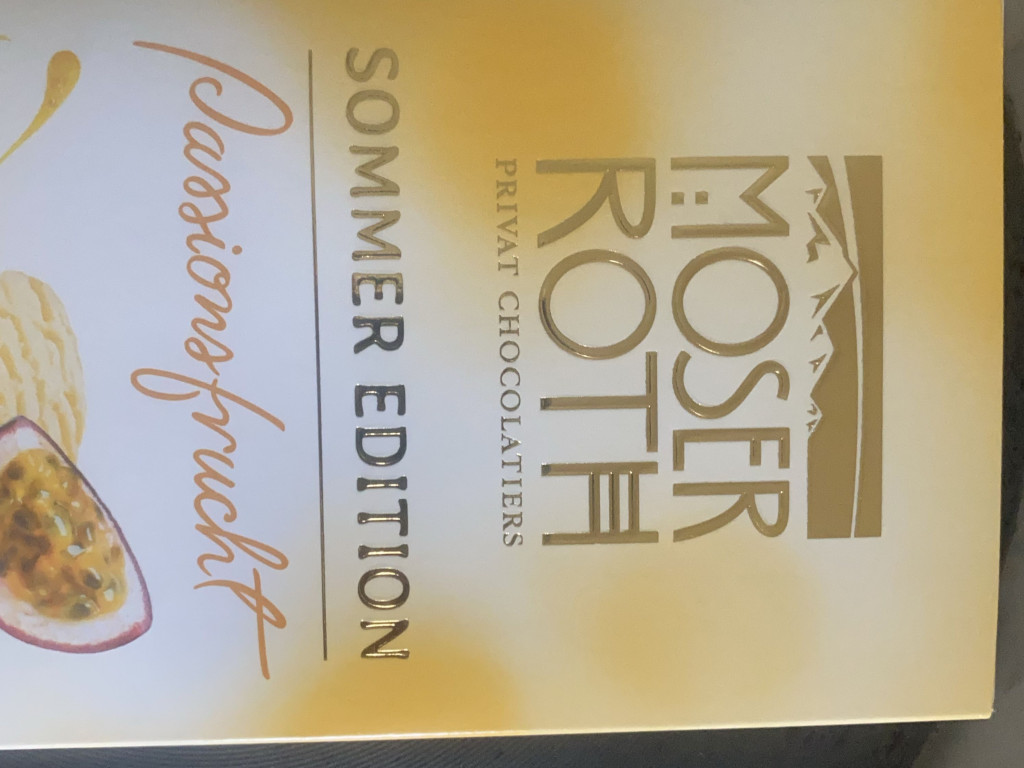 MOSER
ROTH
PRIVAT CHOCOLATIERS
SOMMER EDITION
Passionsfrucht